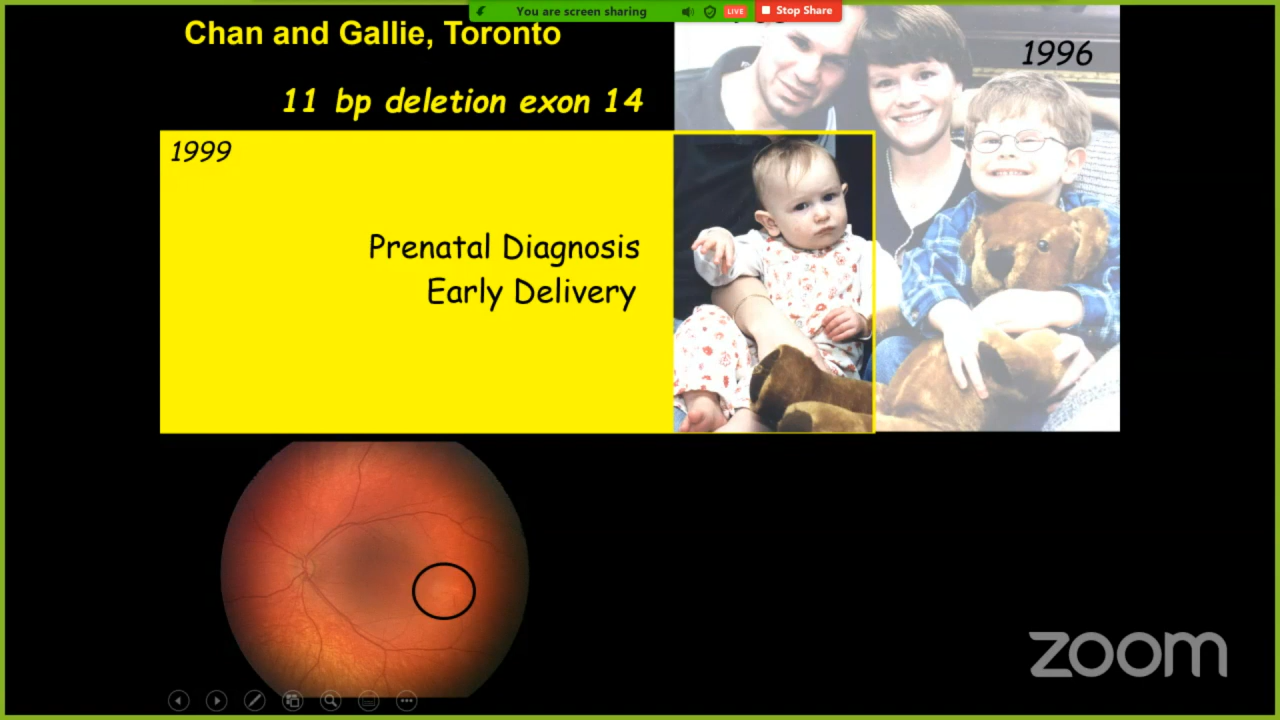 You are screen sharing
LIVE
Stop Share
Chan and Gallie, Toronto
1996
11 bp deletion exon 14
1999
Prenatal Diagnosis
Early Delivery
zoom